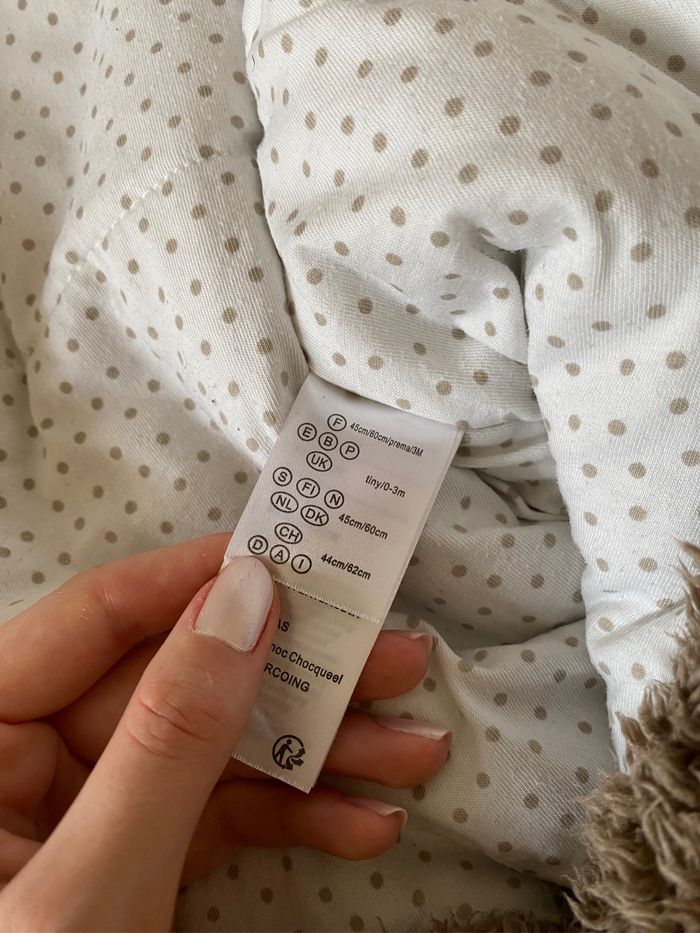 F 45cm/60cm/prema/3M
E B P
UK tiny/0-3m
S FI N
NL DK 45cm/60cm
CH
D A I 44cm/62cm
AS
noc Chocqueel
RCOING